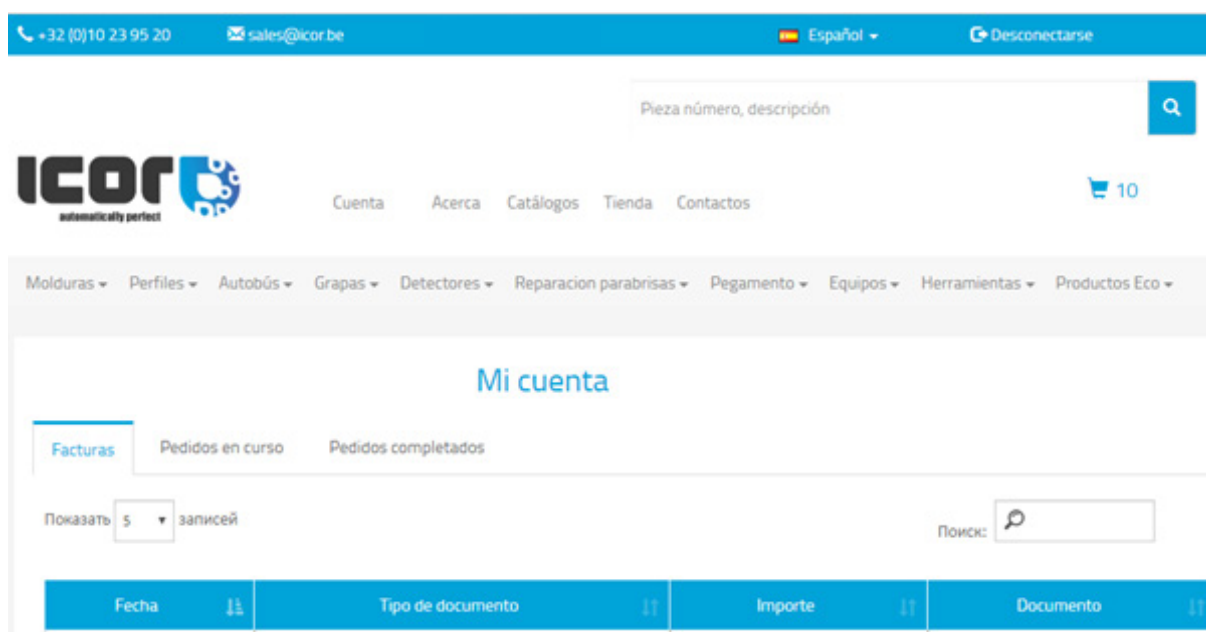 +32 (0)10 23 95 20 sales@icor.be Español Desconectarse
Pieza número, descripción
ICOR
automatically perfect
Cuenta Acerca Catálogos Tienda Contactos 10
Molduras Perfiles Autobús Grapas Detectores Reparacion parabrisas Pegamento Equipos Herramientas Productos Eco
Mi cuenta
Facturas Pedidos en curso Pedidos completados
Показать 5 записей Поиск:
Fecha Tipo de documento Importe Documento